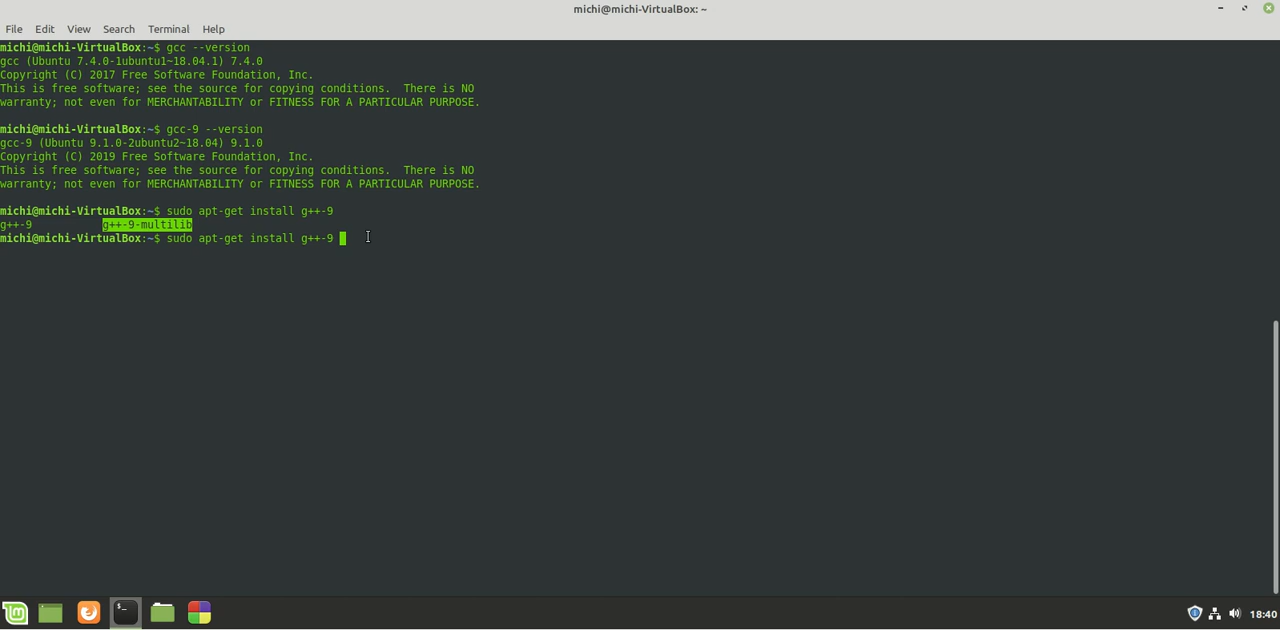 michi@michi-VirtualBox: ~
File Edit View Search Terminal Help
michi@michi-VirtualBox:~$ gcc --version
gcc (Ubuntu 7.4.0-1ubuntu1~18.04.1) 7.4.0
Copyright (C) 2017 Free Software Foundation, Inc.
This is free software; see the source for copying conditions.  There is NO
warranty; not even for MERCHANTABILITY or FITNESS FOR A PARTICULAR PURPOSE.
michi@michi-VirtualBox:~$ gcc-9 --version
gcc-9 (Ubuntu 9.1.0-2ubuntu2~18.04) 9.1.0
Copyright (C) 2019 Free Software Foundation, Inc.
This is free software; see the source for copying conditions.  There is NO
warranty; not even for MERCHANTABILITY or FITNESS FOR A PARTICULAR PURPOSE.
michi@michi-VirtualBox:~$ sudo apt-get install g++-9
g++-9           g++-9-multilib
michi@michi-VirtualBox:~$ sudo apt-get install g++-9
18:40